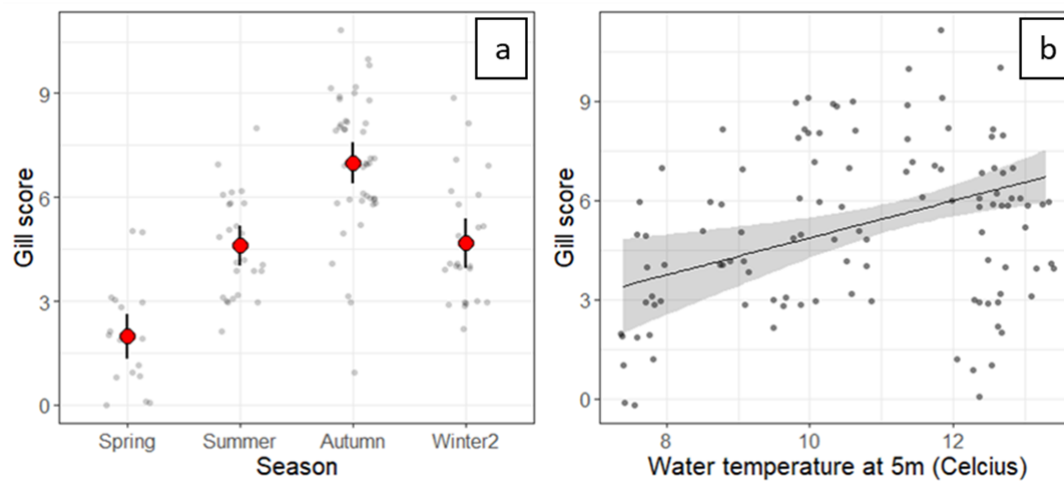 a
Gill score
9
6
3
0
Spring Summer Autumn Winter2
Season
b
Gill score
9
6
3
0
8 10 12
Water temperature at 5m (Celcius)